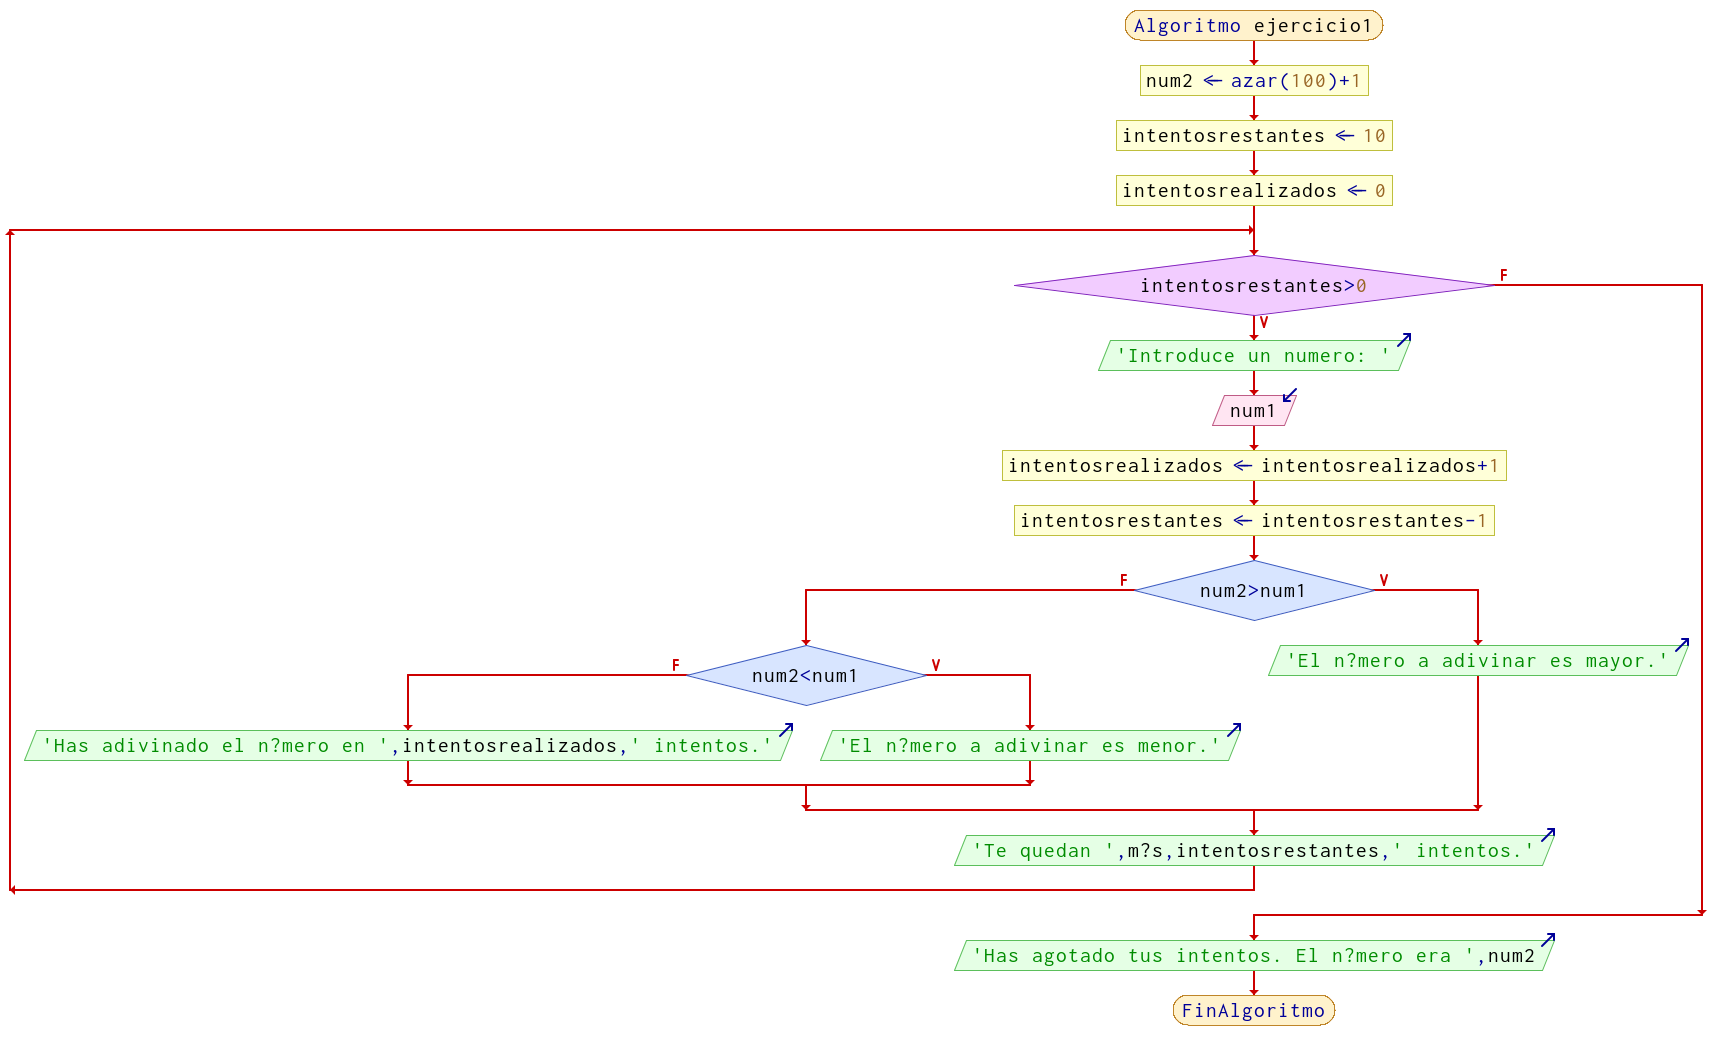 Algoritmo ejercicio1
num2 ← azar(100)+1
intentosrestantes ← 10
intentosrealizados ← 0
intentosrestantes>0
F
V
'Introduce un numero: '
num1
intentosrealizados ← intentosrealizados+1
intentosrestantes ← intentosrestantes-1
num2>num1
F
V
'El n?mero a adivinar es mayor.'
num2<num1
F
V
'Has adivinado el n?mero en ',intentosrealizados,' intentos.'
'El n?mero a adivinar es menor.'
'Te quedan ',m?s,intentosrestantes,' intentos.'
'Has agotado tus intentos. El n?mero era ',num2
FinAlgoritmo